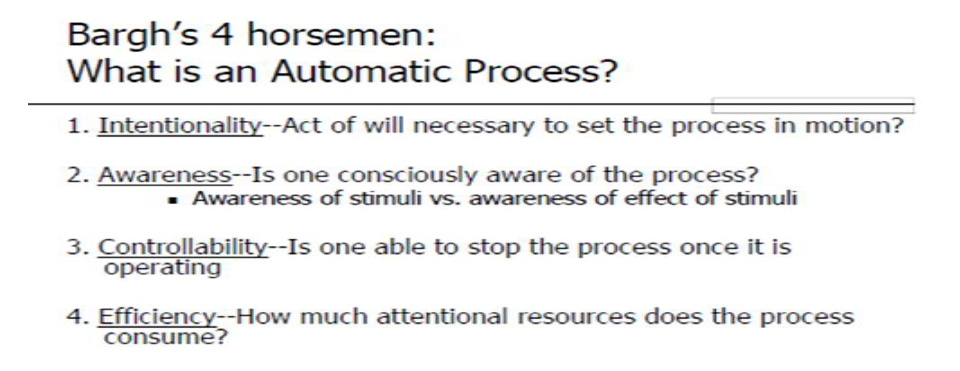 Bargh's 4 horsemen:
What is an Automatic Process?
1. Intentionality--Act of will necessary to set the process in motion?
2. Awareness--Is one consciously aware of the process?
▪ Awareness of stimuli vs. awareness of effect of stimuli
3. Controllability--Is one able to stop the process once it is
operating
4. Efficiency--How much attentional resources does the process
consume?